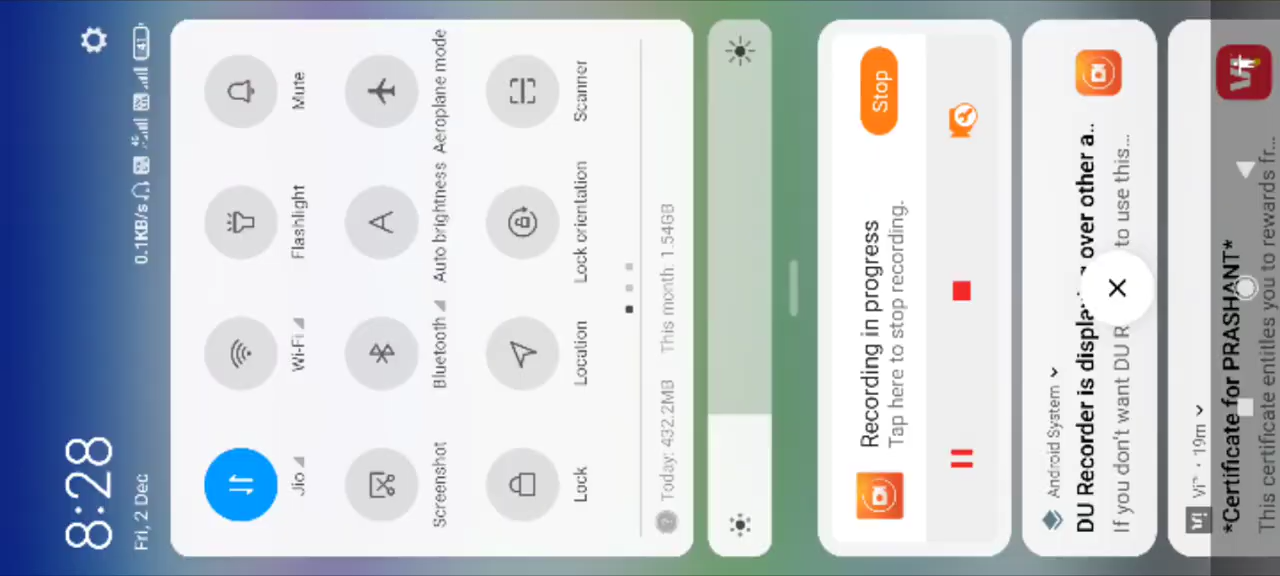 8:28
Fri, 2 Dec
0.1KB/s
41
Jio
Wi-Fi
Flashlight
Mute
Screenshot
Bluetooth
Auto brightness
Aeroplane mode
Lock
Location
Lock orientation
Scanner
Today: 432.2MB
This month: 1.54GB
Recording in progress
Stop
Tap here to stop recording.
Android System
DU Recorder is over other a..
If you don't want DU R to use this...
Vi™ • 19m
*Certificate for PRASHANT*
This certificate entitles you to rewards fr...